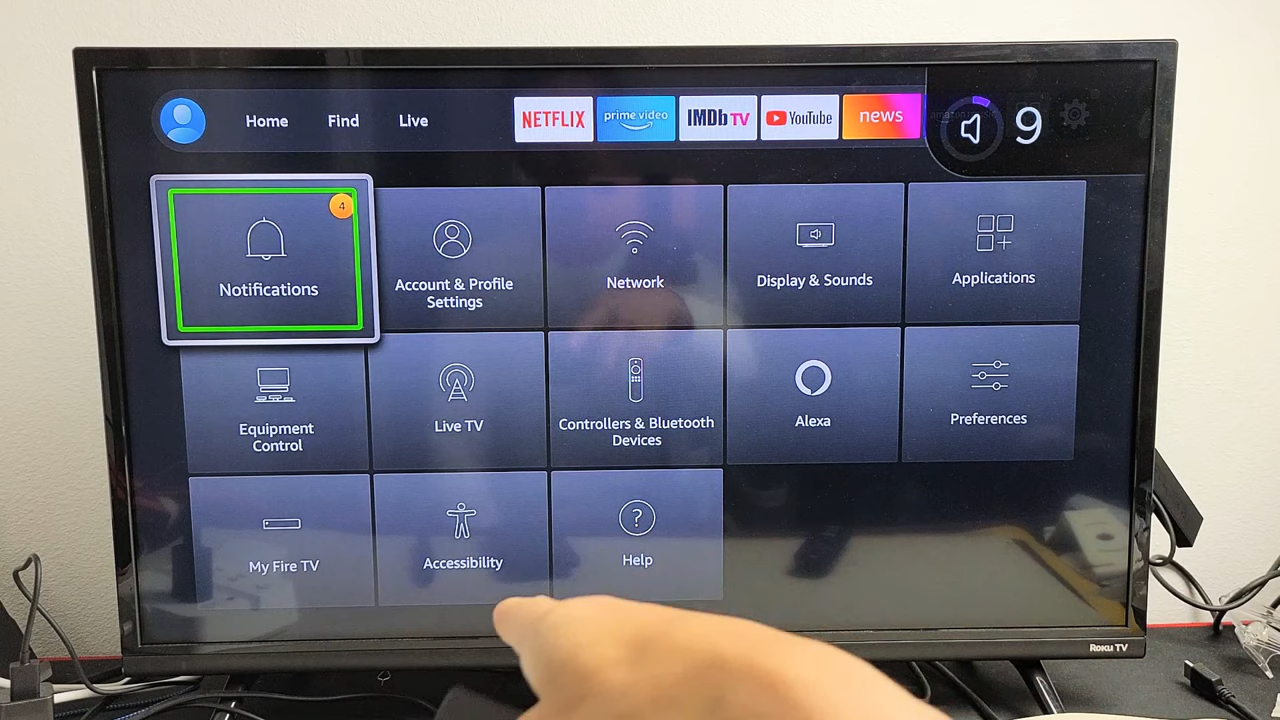 Home
Find
Live
NETFLIX
prime video
IMDb TV
YouTube
news
9
4
Notifications
Account & Profile
Settings
Network
Display & Sounds
Applications
Equipment
Control
Live TV
Controllers & Bluetooth
Devices
Alexa
Preferences
My Fire TV
Accessibility
?
Help
Roku TV